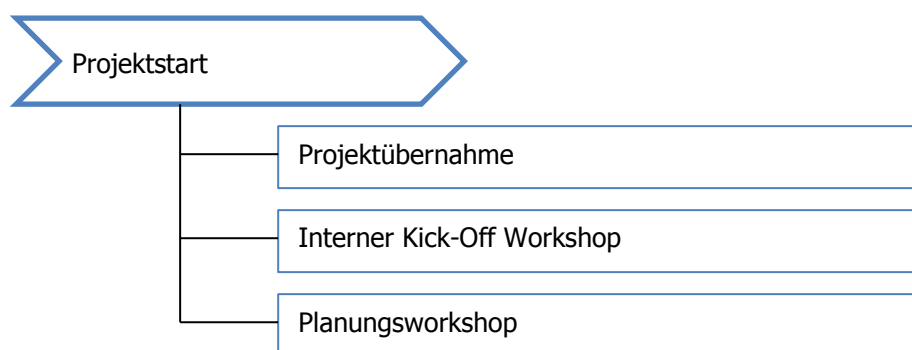 Projektstart
Projektübernahme
Interner Kick-Off Workshop
Planungsworkshop